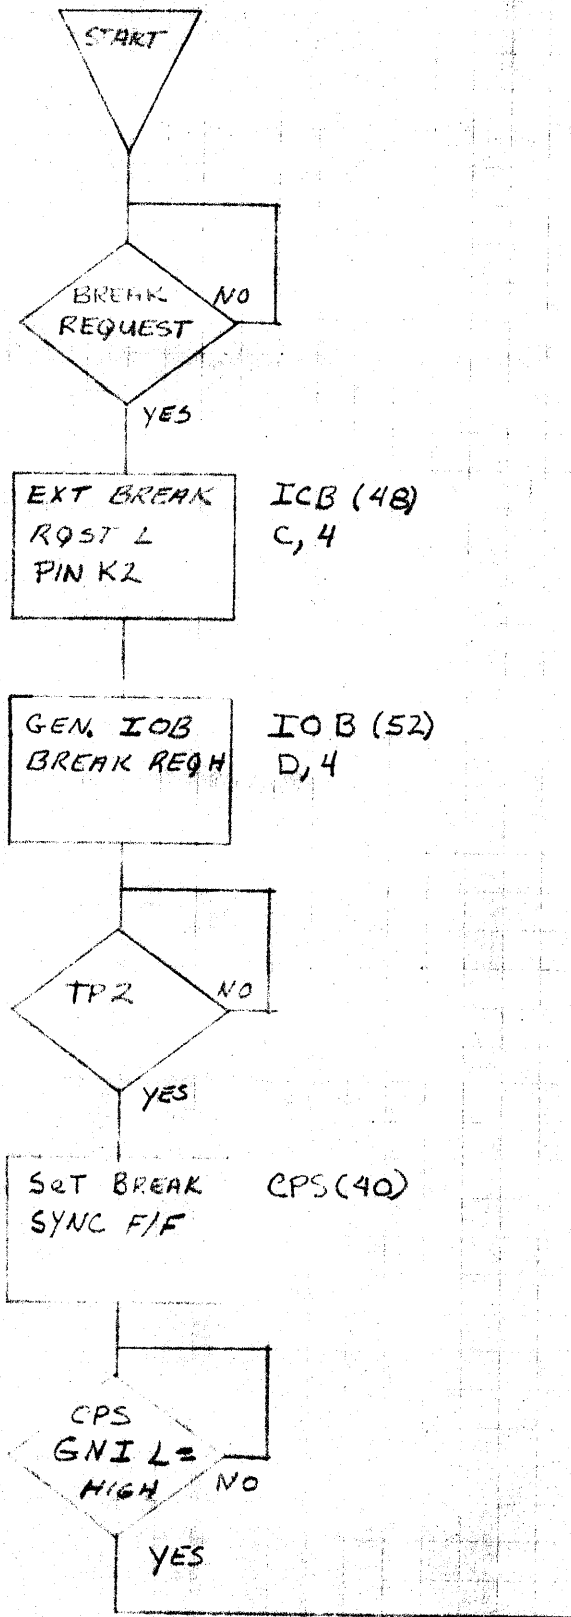 START
BREAK
REQUEST
NO
YES
EXT BREAK
RQST L
PIN K2
ICB (48)
C, 4
GEN. IOB
BREAK REQH
IOB (52)
D, 4
TP2
NO
YES
SET BREAK
SYNC F/F
CPS (40)
CPS
GNI L=
HIGH
NO
YES